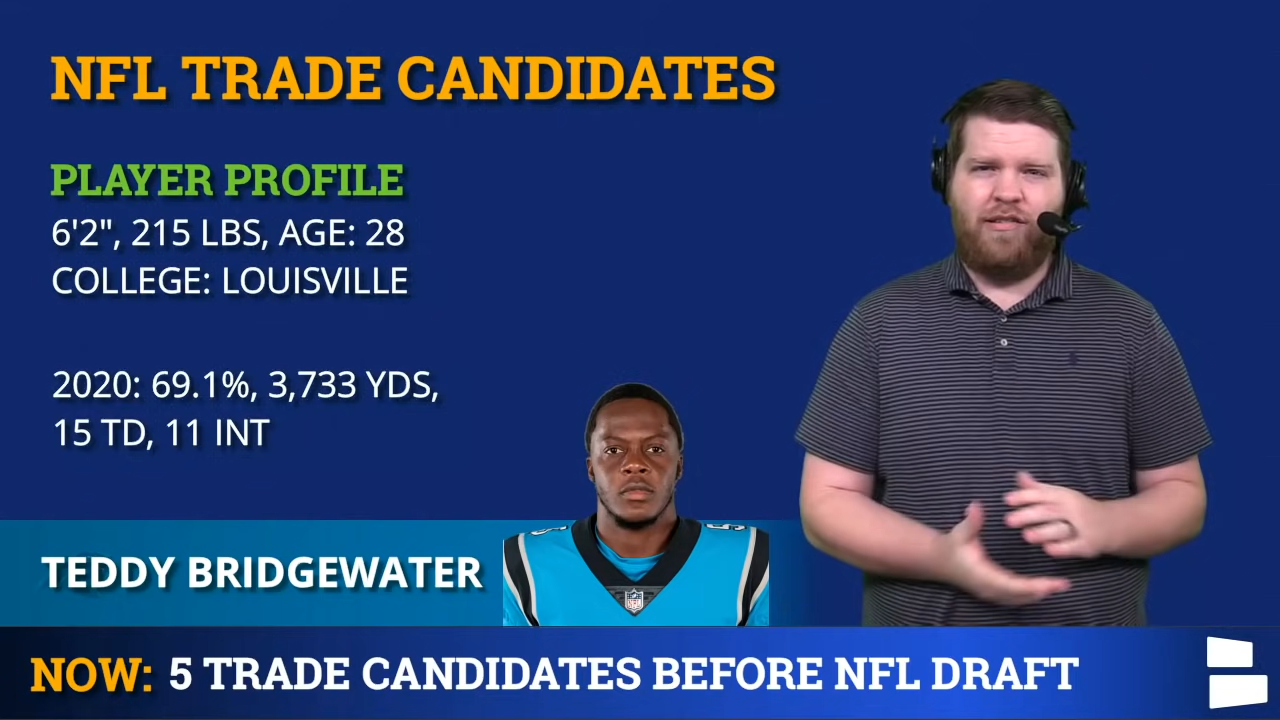 NFL TRADE CANDIDATES
PLAYER PROFILE
6'2", 215 LBS, AGE: 28
COLLEGE: LOUISVILLE
2020: 69.1%, 3,733 YDS,
15 TD, 11 INT
TEDDY BRIDGEWATER
NOW: 5 TRADE CANDIDATES BEFORE NFL DRAFT